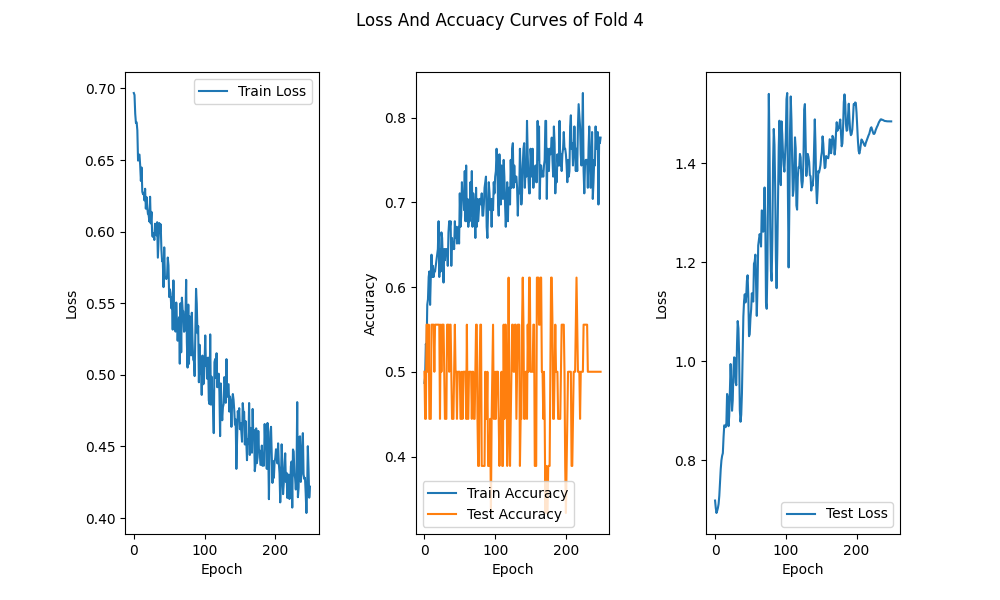 Loss And Accuacy Curves of Fold 4
0.70
0.65
0.60
0.55
0.50
0.45
0.40
Loss
0
100
200
Epoch
Train Loss
0.8
0.7
0.6
0.5
0.4
Accuracy
0
100
200
Epoch
Train Accuracy
Test Accuracy
1.4
1.2
1.0
0.8
Loss
0
100
200
Epoch
Test Loss